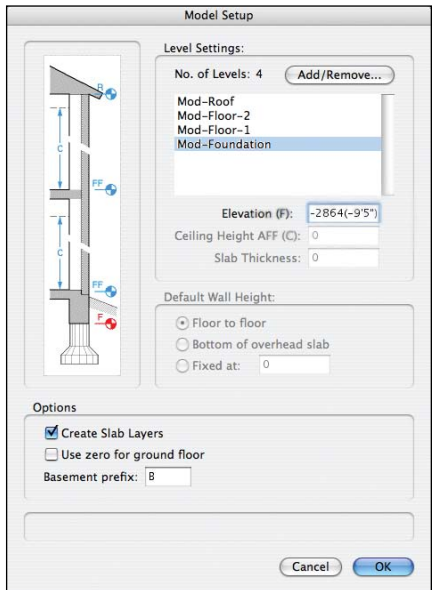 Model Setup
Level Settings:
No. of Levels: 4 Add/Remove...
Mod-Roof
Mod-Floor-2
Mod-Floor-1
Mod-Foundation
Elevation (F): -2864(-9'5")
Ceiling Height AFF (C): 0
Slab Thickness: 0
Default Wall Height:
Floor to floor
Bottom of overhead slab
Fixed at: 0
R
C
FF
C
FF
F
Options
Create Slab Layers
Use zero for ground floor
Basement prefix: B
Cancel OK